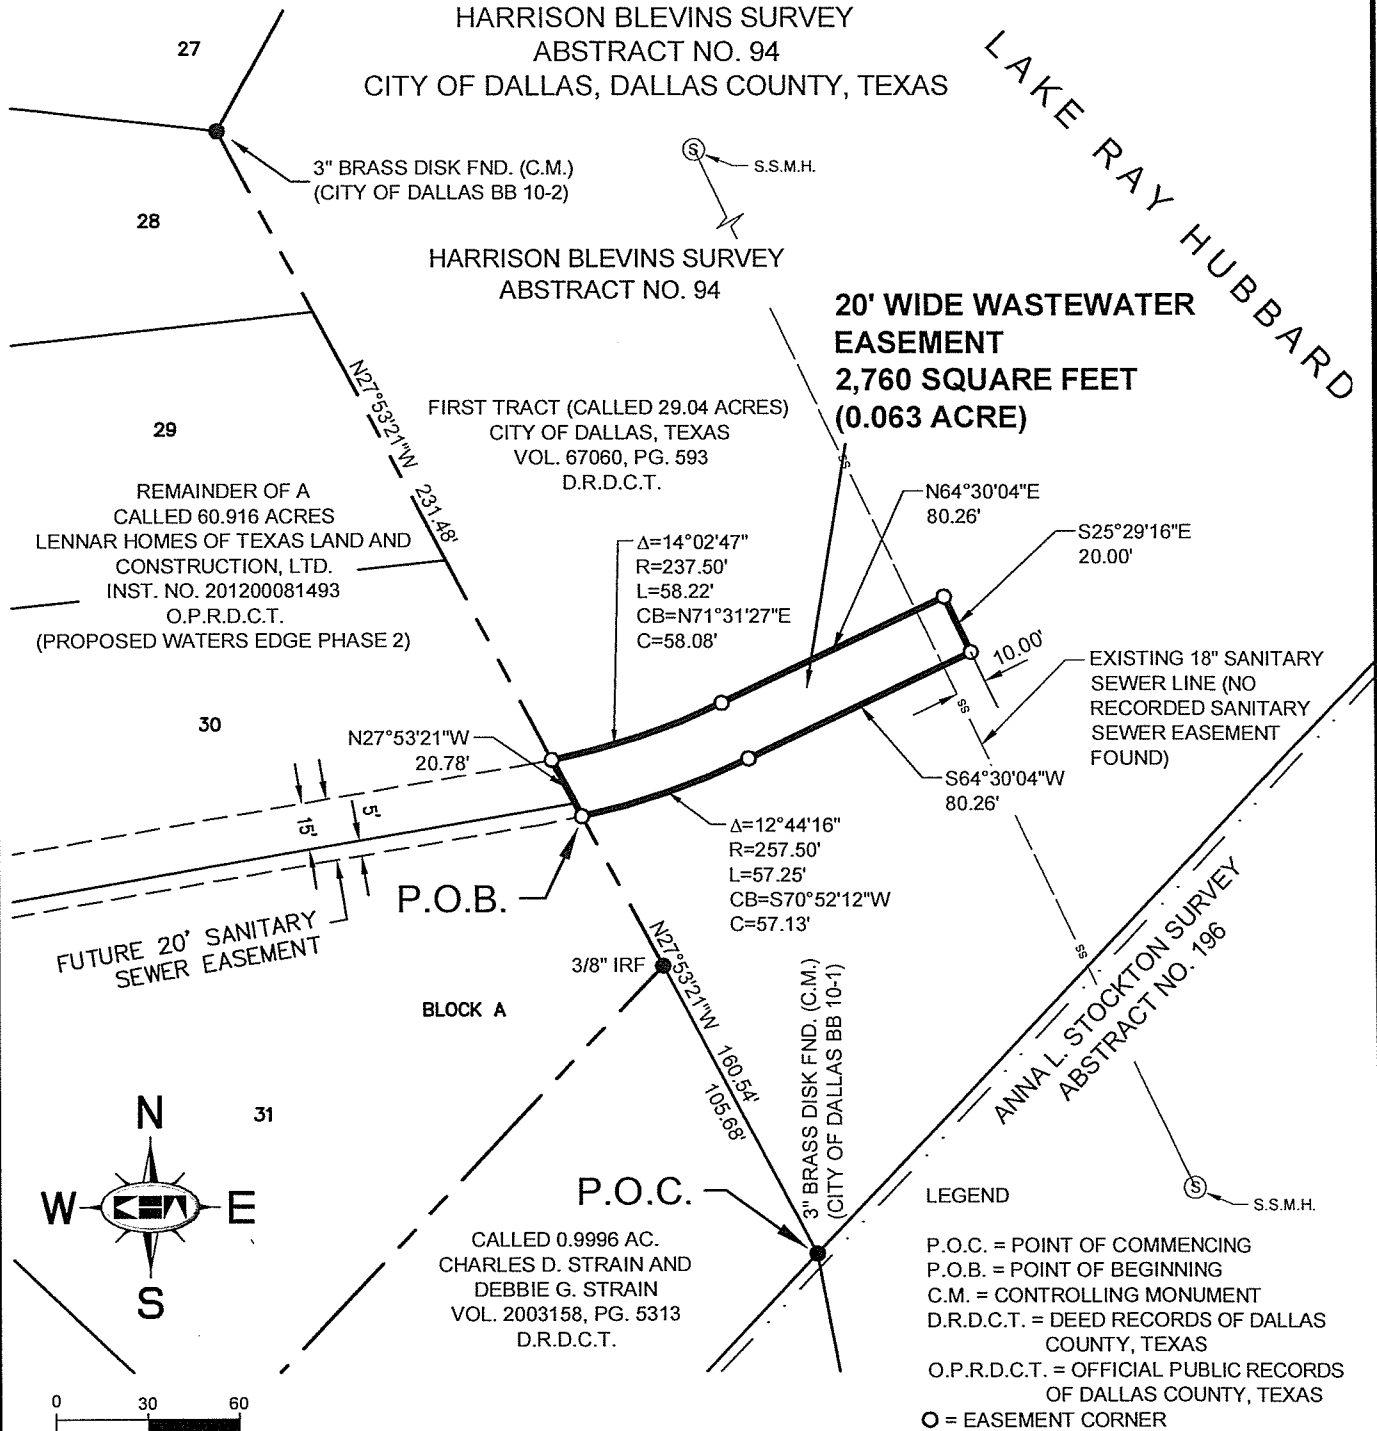 HARRISON BLEVINS SURVEY
ABSTRACT NO. 94
CITY OF DALLAS, DALLAS COUNTY, TEXAS
27
LAKE RAY HUBBARD
3" BRASS DISK FND. (C.M.)
(CITY OF DALLAS BB 10-2)
S
S.S.M.H.
28
HARRISON BLEVINS SURVEY
ABSTRACT NO. 94
20' WIDE WASTEWATER
EASEMENT
2,760 SQUARE FEET
(0.063 ACRE)
N27°53'21"W 231.48'
FIRST TRACT (CALLED 29.04 ACRES)
CITY OF DALLAS, TEXAS
VOL. 67060, PG. 593
D.R.D.C.T.
29
REMAINDER OF A
CALLED 60.916 ACRES
LENNAR HOMES OF TEXAS LAND AND
CONSTRUCTION, LTD.
INST. NO. 201200081493
O.P.R.D.C.T.
(PROPOSED WATERS EDGE PHASE 2)
SS
N64°30'04"E
80.26'
S25°29'16"E
20.00'
Δ=14°02'47"
R=237.50'
L=58.22'
CB=N71°31'27"E
C=58.08'
10.00'
EXISTING 18" SANITARY
SEWER LINE (NO
RECORDED SANITARY
SEWER EASEMENT
FOUND)
SS
30
N27°53'21"W
20.78'
S64°30'04"W
80.26'
15'
5'
Δ=12°44'16"
R=257.50'
L=57.25'
CB=S70°52'12"W
C=57.13'
P.O.B.
FUTURE 20' SANITARY
SEWER EASEMENT
3/8" IRF
N27°53'21"W 160.54'
105.68'
BLOCK A
3" BRASS DISK FND. (C.M.)
(CITY OF DALLAS BB 10-1)
SS
ANNA L. STOCKTON SURVEY
ABSTRACT NO. 196
31
N
W
E
S
P.O.C.
CALLED 0.9996 AC.
CHARLES D. STRAIN AND
DEBBIE G. STRAIN
VOL. 2003158, PG. 5313
D.R.D.C.T.
S
S.S.M.H.
LEGEND
P.O.C. = POINT OF COMMENCING
P.O.B. = POINT OF BEGINNING
C.M. = CONTROLLING MONUMENT
D.R.D.C.T. = DEED RECORDS OF DALLAS
COUNTY, TEXAS
O.P.R.D.C.T. = OFFICIAL PUBLIC RECORDS
OF DALLAS COUNTY, TEXAS
O = EASEMENT CORNER
0 30 60